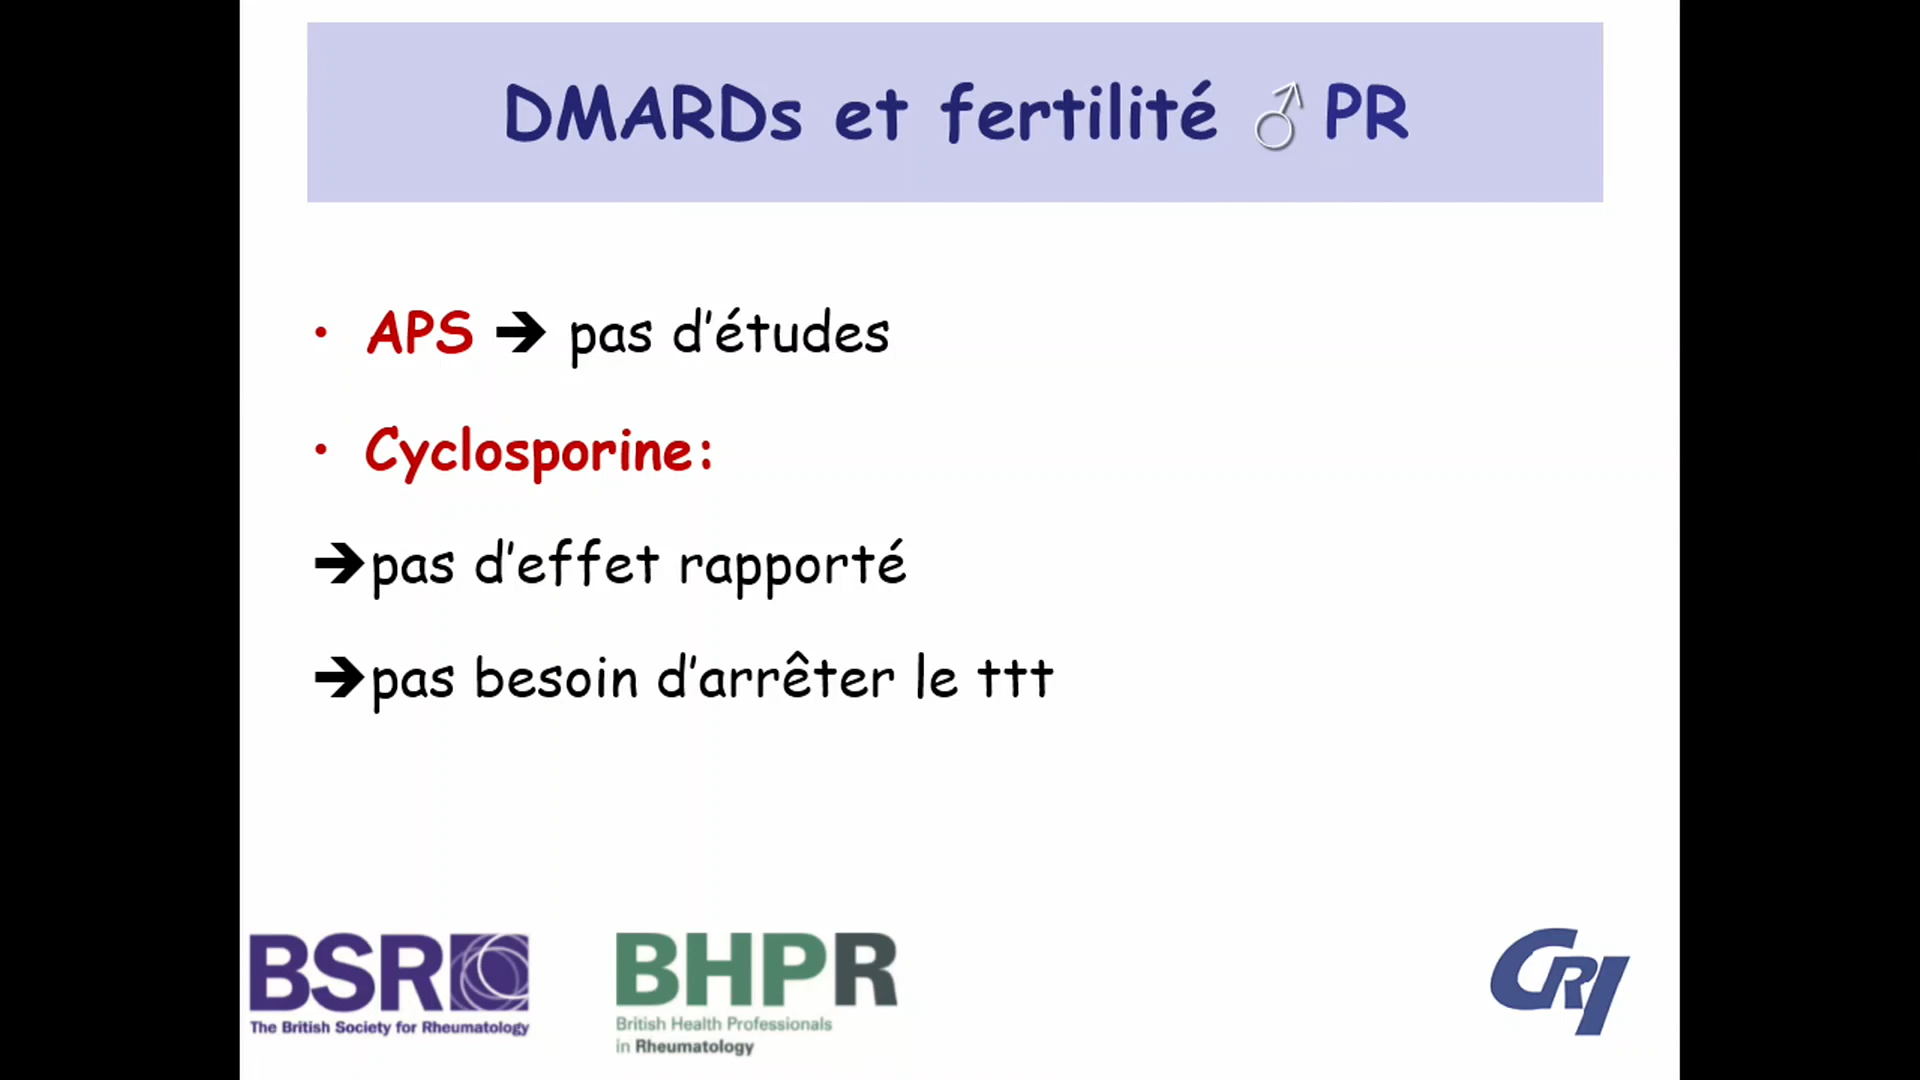 DMARDs et fertilité ♂ PR
• APS ➔ pas d’études
• Cyclosporine:
➔pas d’effet rapporté
➔pas besoin d’arrêter le ttt
BSR
The British Society for Rheumatology
BHPR
British Health Professionals
in Rheumatology
CRI